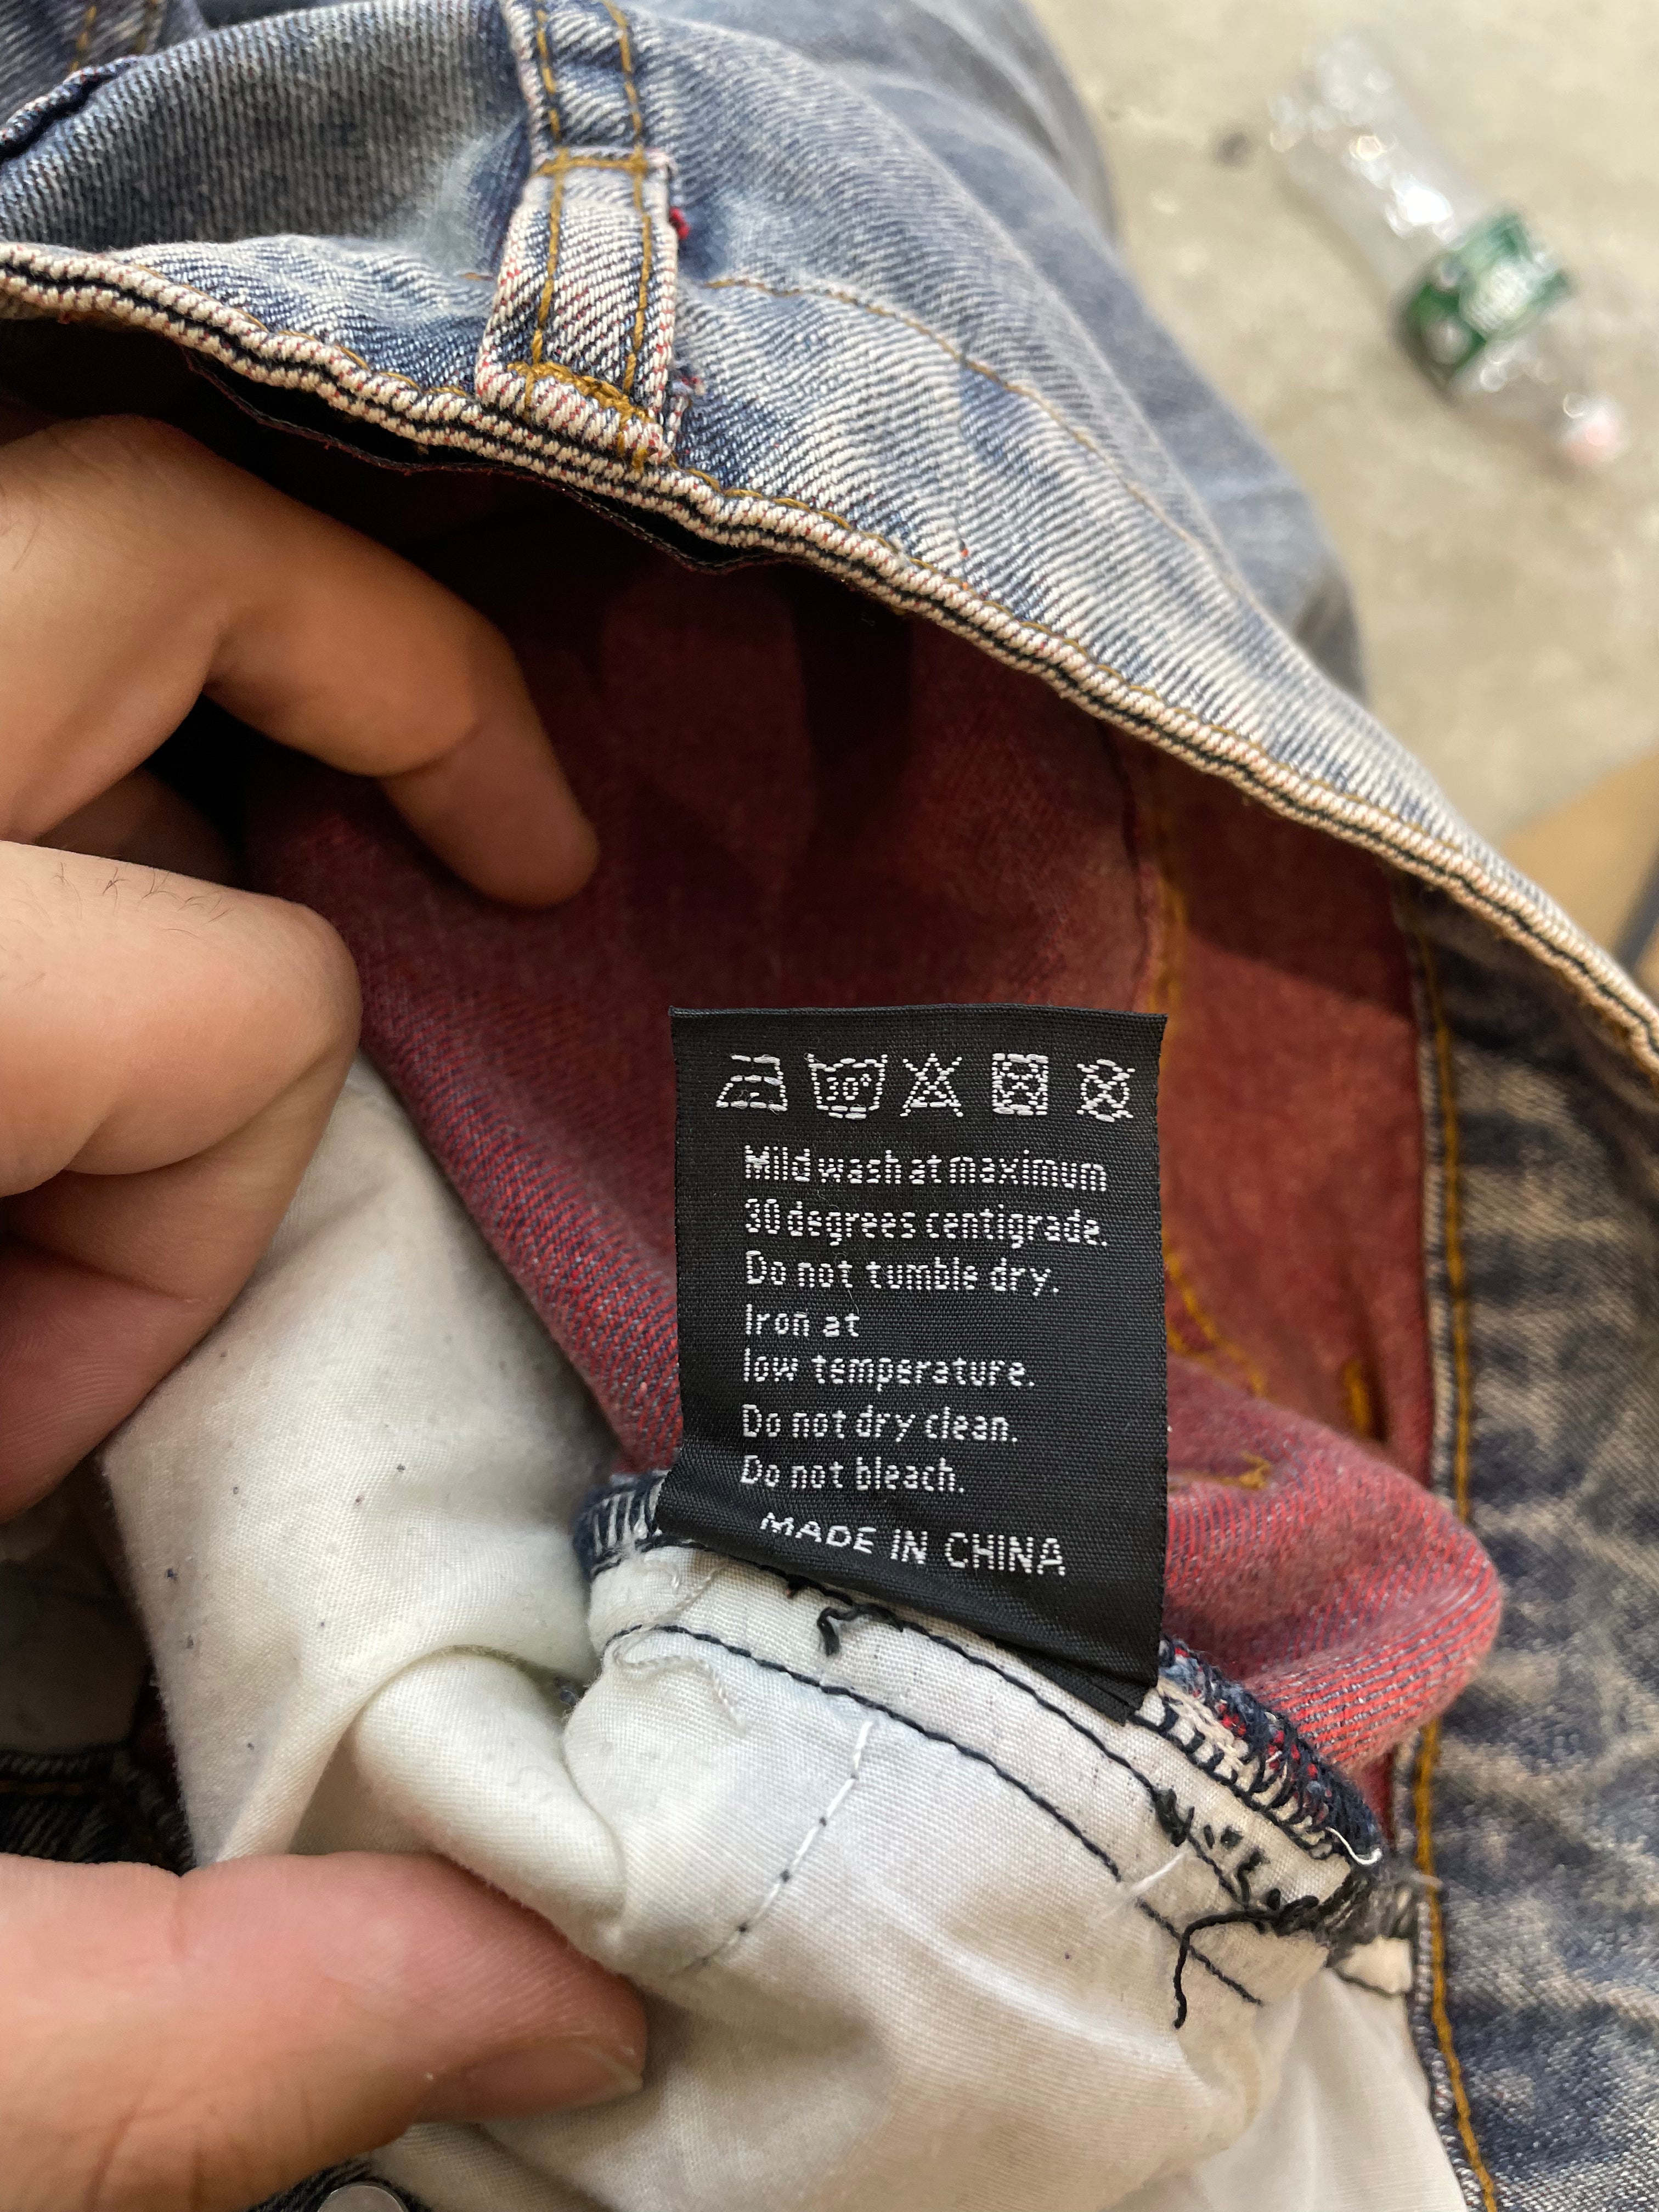 30°
Mild wash at maximum
30 degrees centigrade.
Do not tumble dry.
Iron at
low temperature.
Do not dry clean.
Do not bleach.
MADE IN CHINA